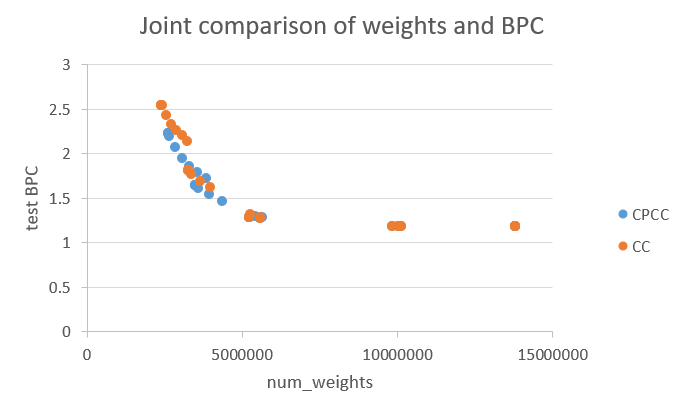 Joint comparison of weights and BPC
3
2.5
2
1.5
1
0.5
0
test BPC
0 5000000 10000000 15000000
num_weights
CPCC
CC